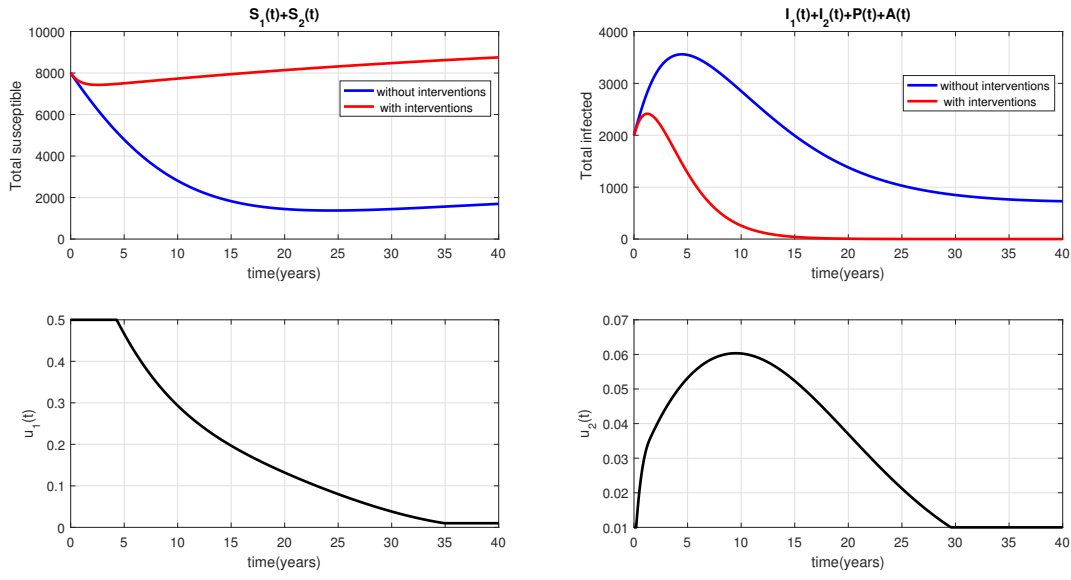 S1(t)+S2(t)
10000
8000
6000
4000
2000
0
Total susceptible
without interventions
with interventions
0 5 10 15 20 25 30 35 40
time(years)
I1(t)+I2(t)+P(t)+A(t)
4000
3000
2000
1000
0
Total infected
without interventions
with interventions
0 5 10 15 20 25 30 35 40
time(years)
0.5
0.4
0.3
0.2
0.1
0
u1(t)
0 5 10 15 20 25 30 35 40
time(years)
0.07
0.06
0.05
0.04
0.03
0.02
0.01
u2(t)
0 5 10 15 20 25 30 35 40
time(years)